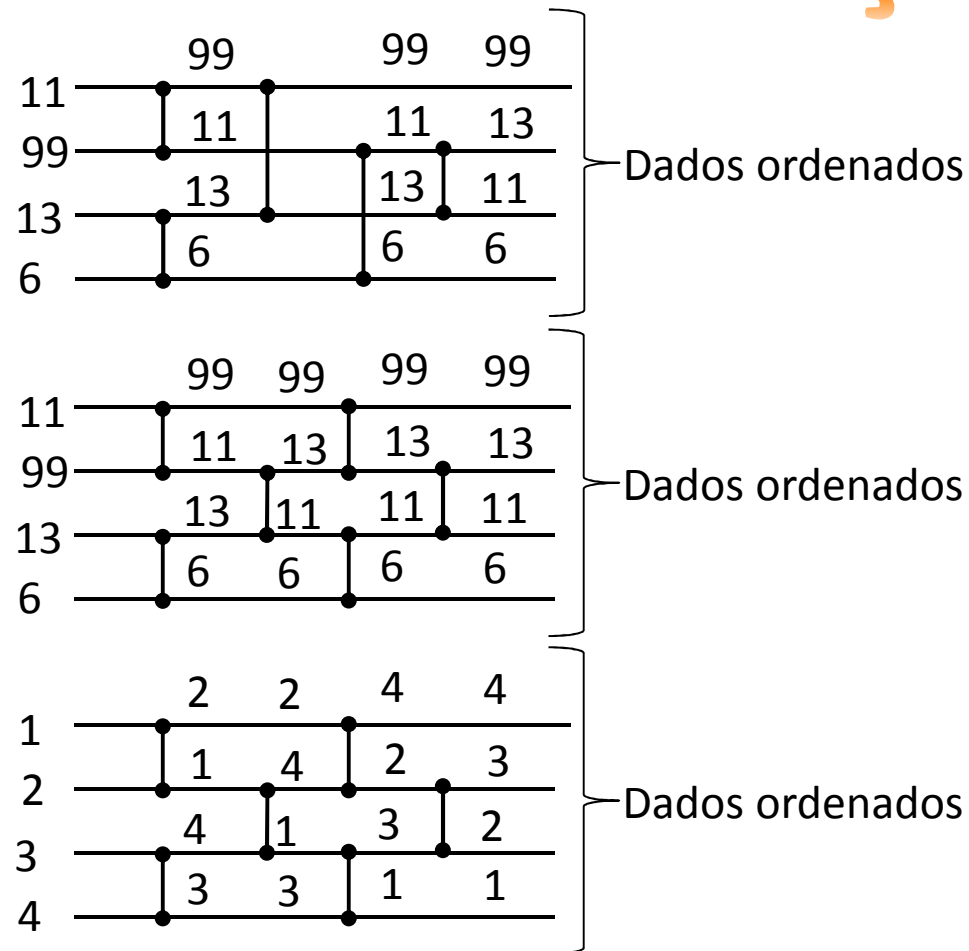 99 99 99
11
11 11 13
99
13 13 11
13
6 6 6
6
Dados ordenados
99 99 99 99
11
11 13 13 13
99
13 11 11 11
13
6 6 6 6
6
Dados ordenados
2 2 4 4
1
1 4 2 3
2
4 1 3 2
3
3 3 1 1
4
Dados ordenados